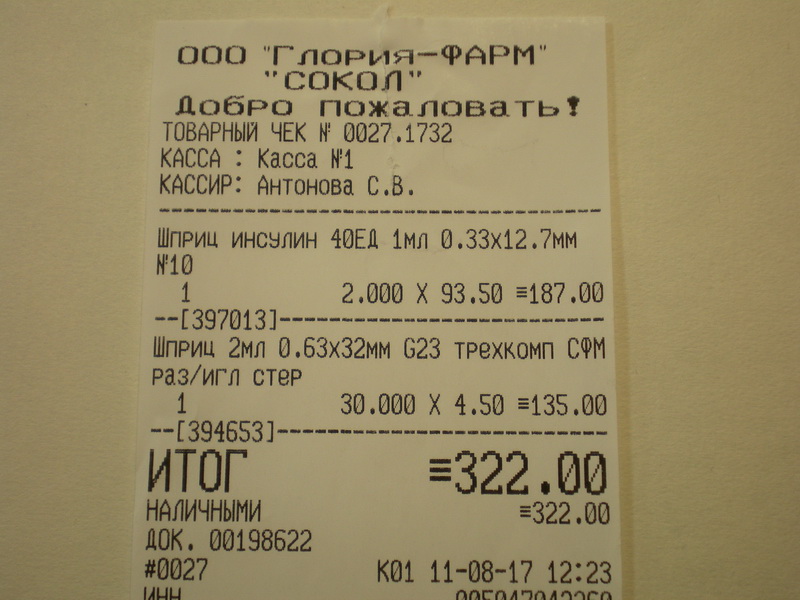 ООО "Глория-ФАРМ"
"СОКОЛ"
Добро пожаловать!
ТОВАРНЫЙ ЧЕК № 0027.1732
КАССА : Касса №1
КАССИР: Антонова С.В.
Шприц инсулин 40ЕД 1мл 0.33х12.7мм
№10
1 2.000 X 93.50 ≡187.00
--[397013]--------------------------
Шприц 2мл 0.63х32мм G23 трехкомп СФМ
раз/игл стер
1 30.000 X 4.50 ≡135.00
--[394653]--------------------------
ИТОГ ≡322.00
НАЛИЧНЫМИ ≡322.00
ДОК. 00198622
#0027 К01 11-08-17 12:23
ИНН